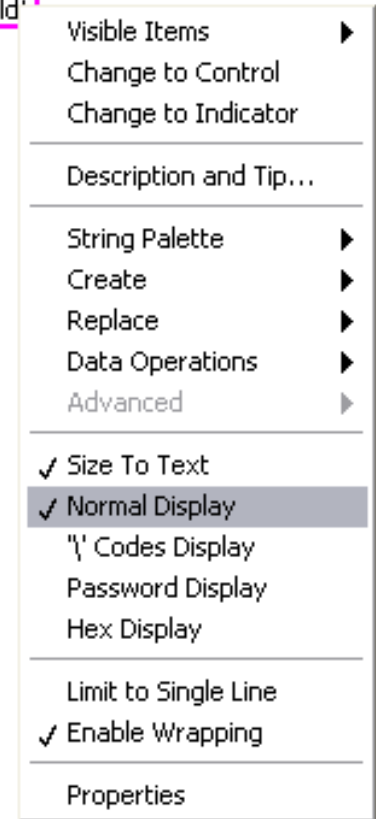 ld'
Visible Items
Change to Control
Change to Indicator
Description and Tip...
String Palette
Create
Replace
Data Operations
Advanced
Size To Text
Normal Display
'\' Codes Display
Password Display
Hex Display
Limit to Single Line
Enable Wrapping
Properties